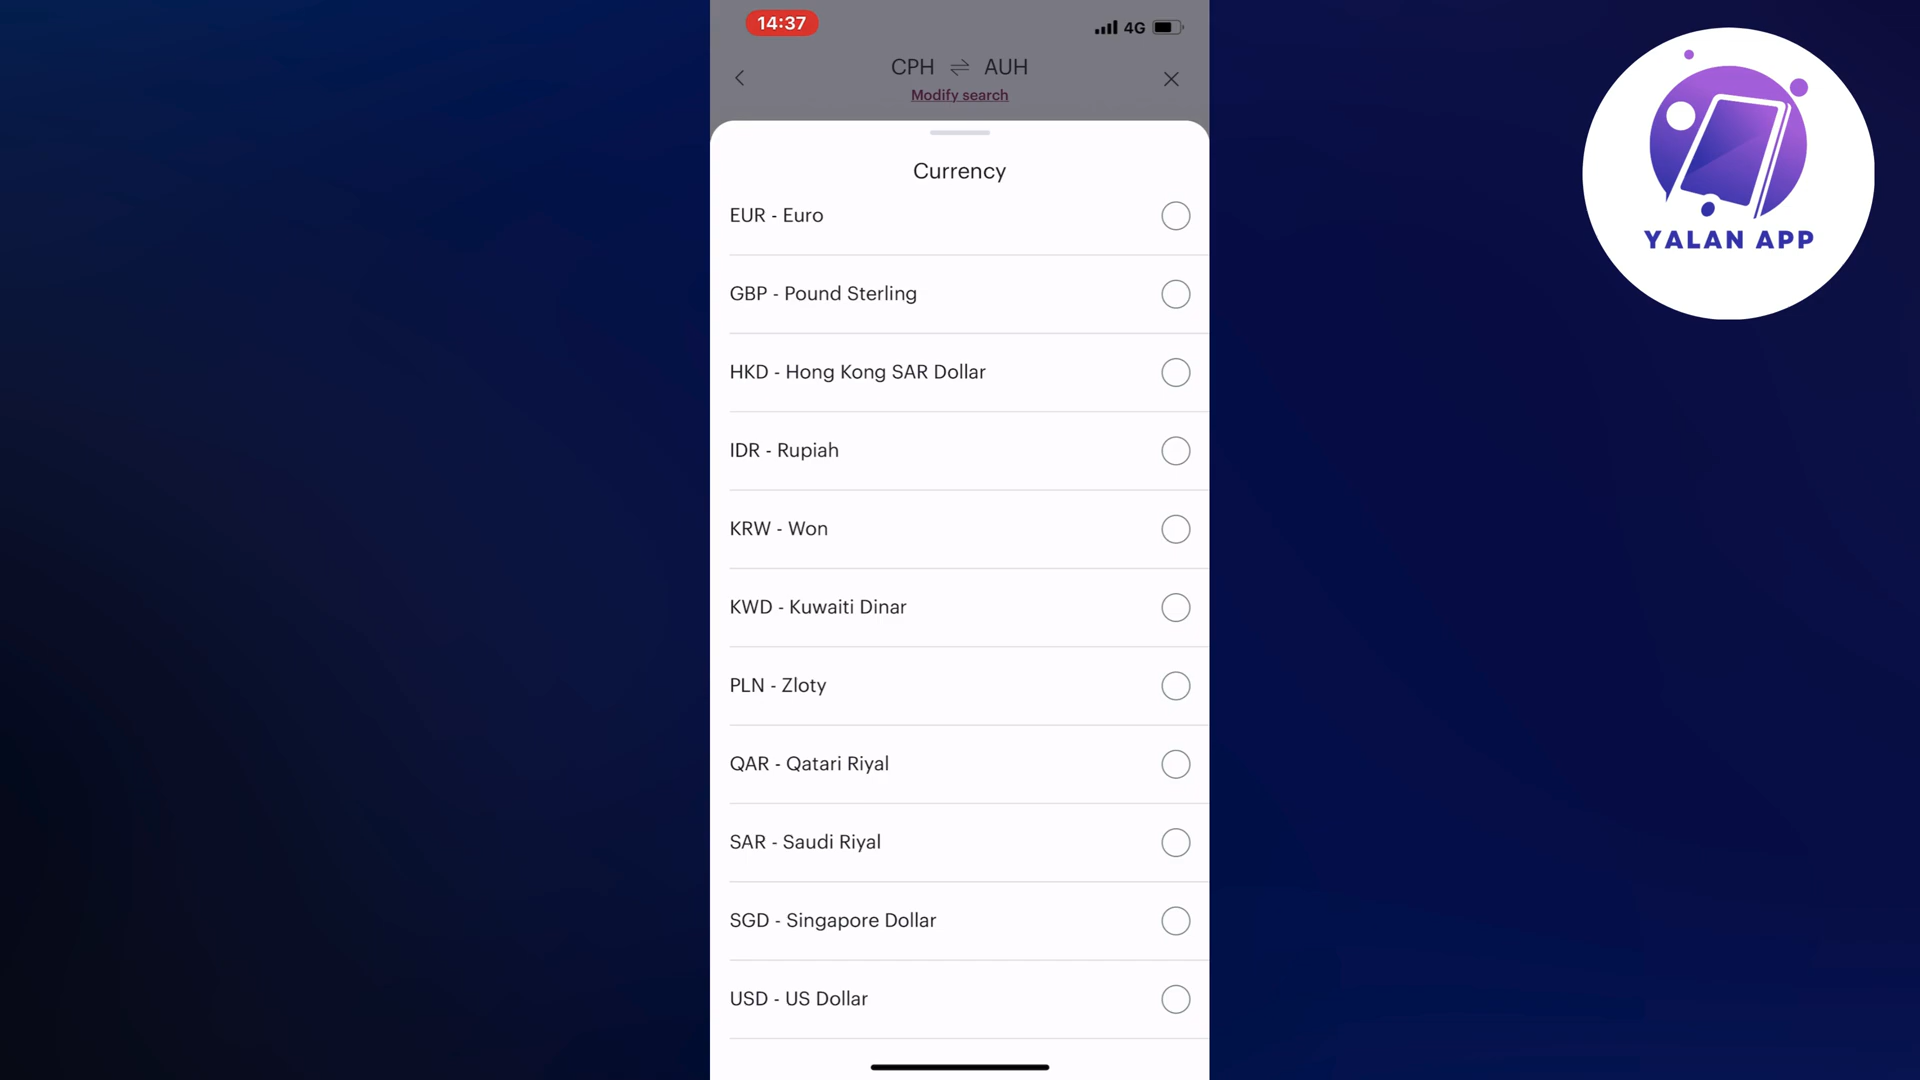 14:37
4G
CPH ⇌ AUH
Modify search
Currency
EUR - Euro
GBP - Pound Sterling
HKD - Hong Kong SAR Dollar
IDR - Rupiah
KRW - Won
KWD - Kuwaiti Dinar
PLN - Zloty
QAR - Qatari Riyal
SAR - Saudi Riyal
SGD - Singapore Dollar
USD - US Dollar
YALAN APP